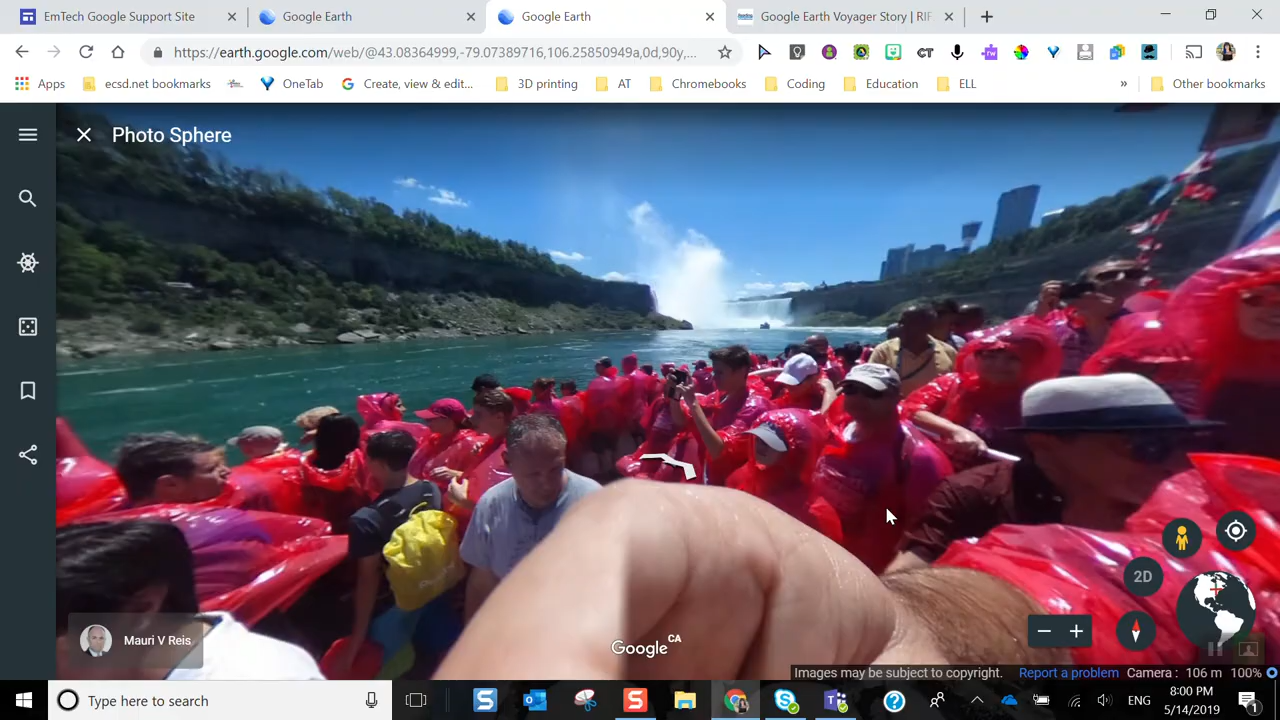 EmTech Google Support Site
Google Earth
Google Earth
Google Earth Voyager Story | RIF
https://earth.google.com/web/@43.08364999,-79.07389716,106.25850949a,0d,90y,...
Apps
ecsd.net bookmarks
OneTab
Create, view & edit...
3D printing
AT
Chromebooks
Coding
Education
ELL
»
Other bookmarks
Photo Sphere
2D
Mauri V Reis
Google CA
Images may be subject to copyright.
Report a problem
Camera : 106 m 100%
Type here to search
ENG
8:00 PM
5/14/2019
1